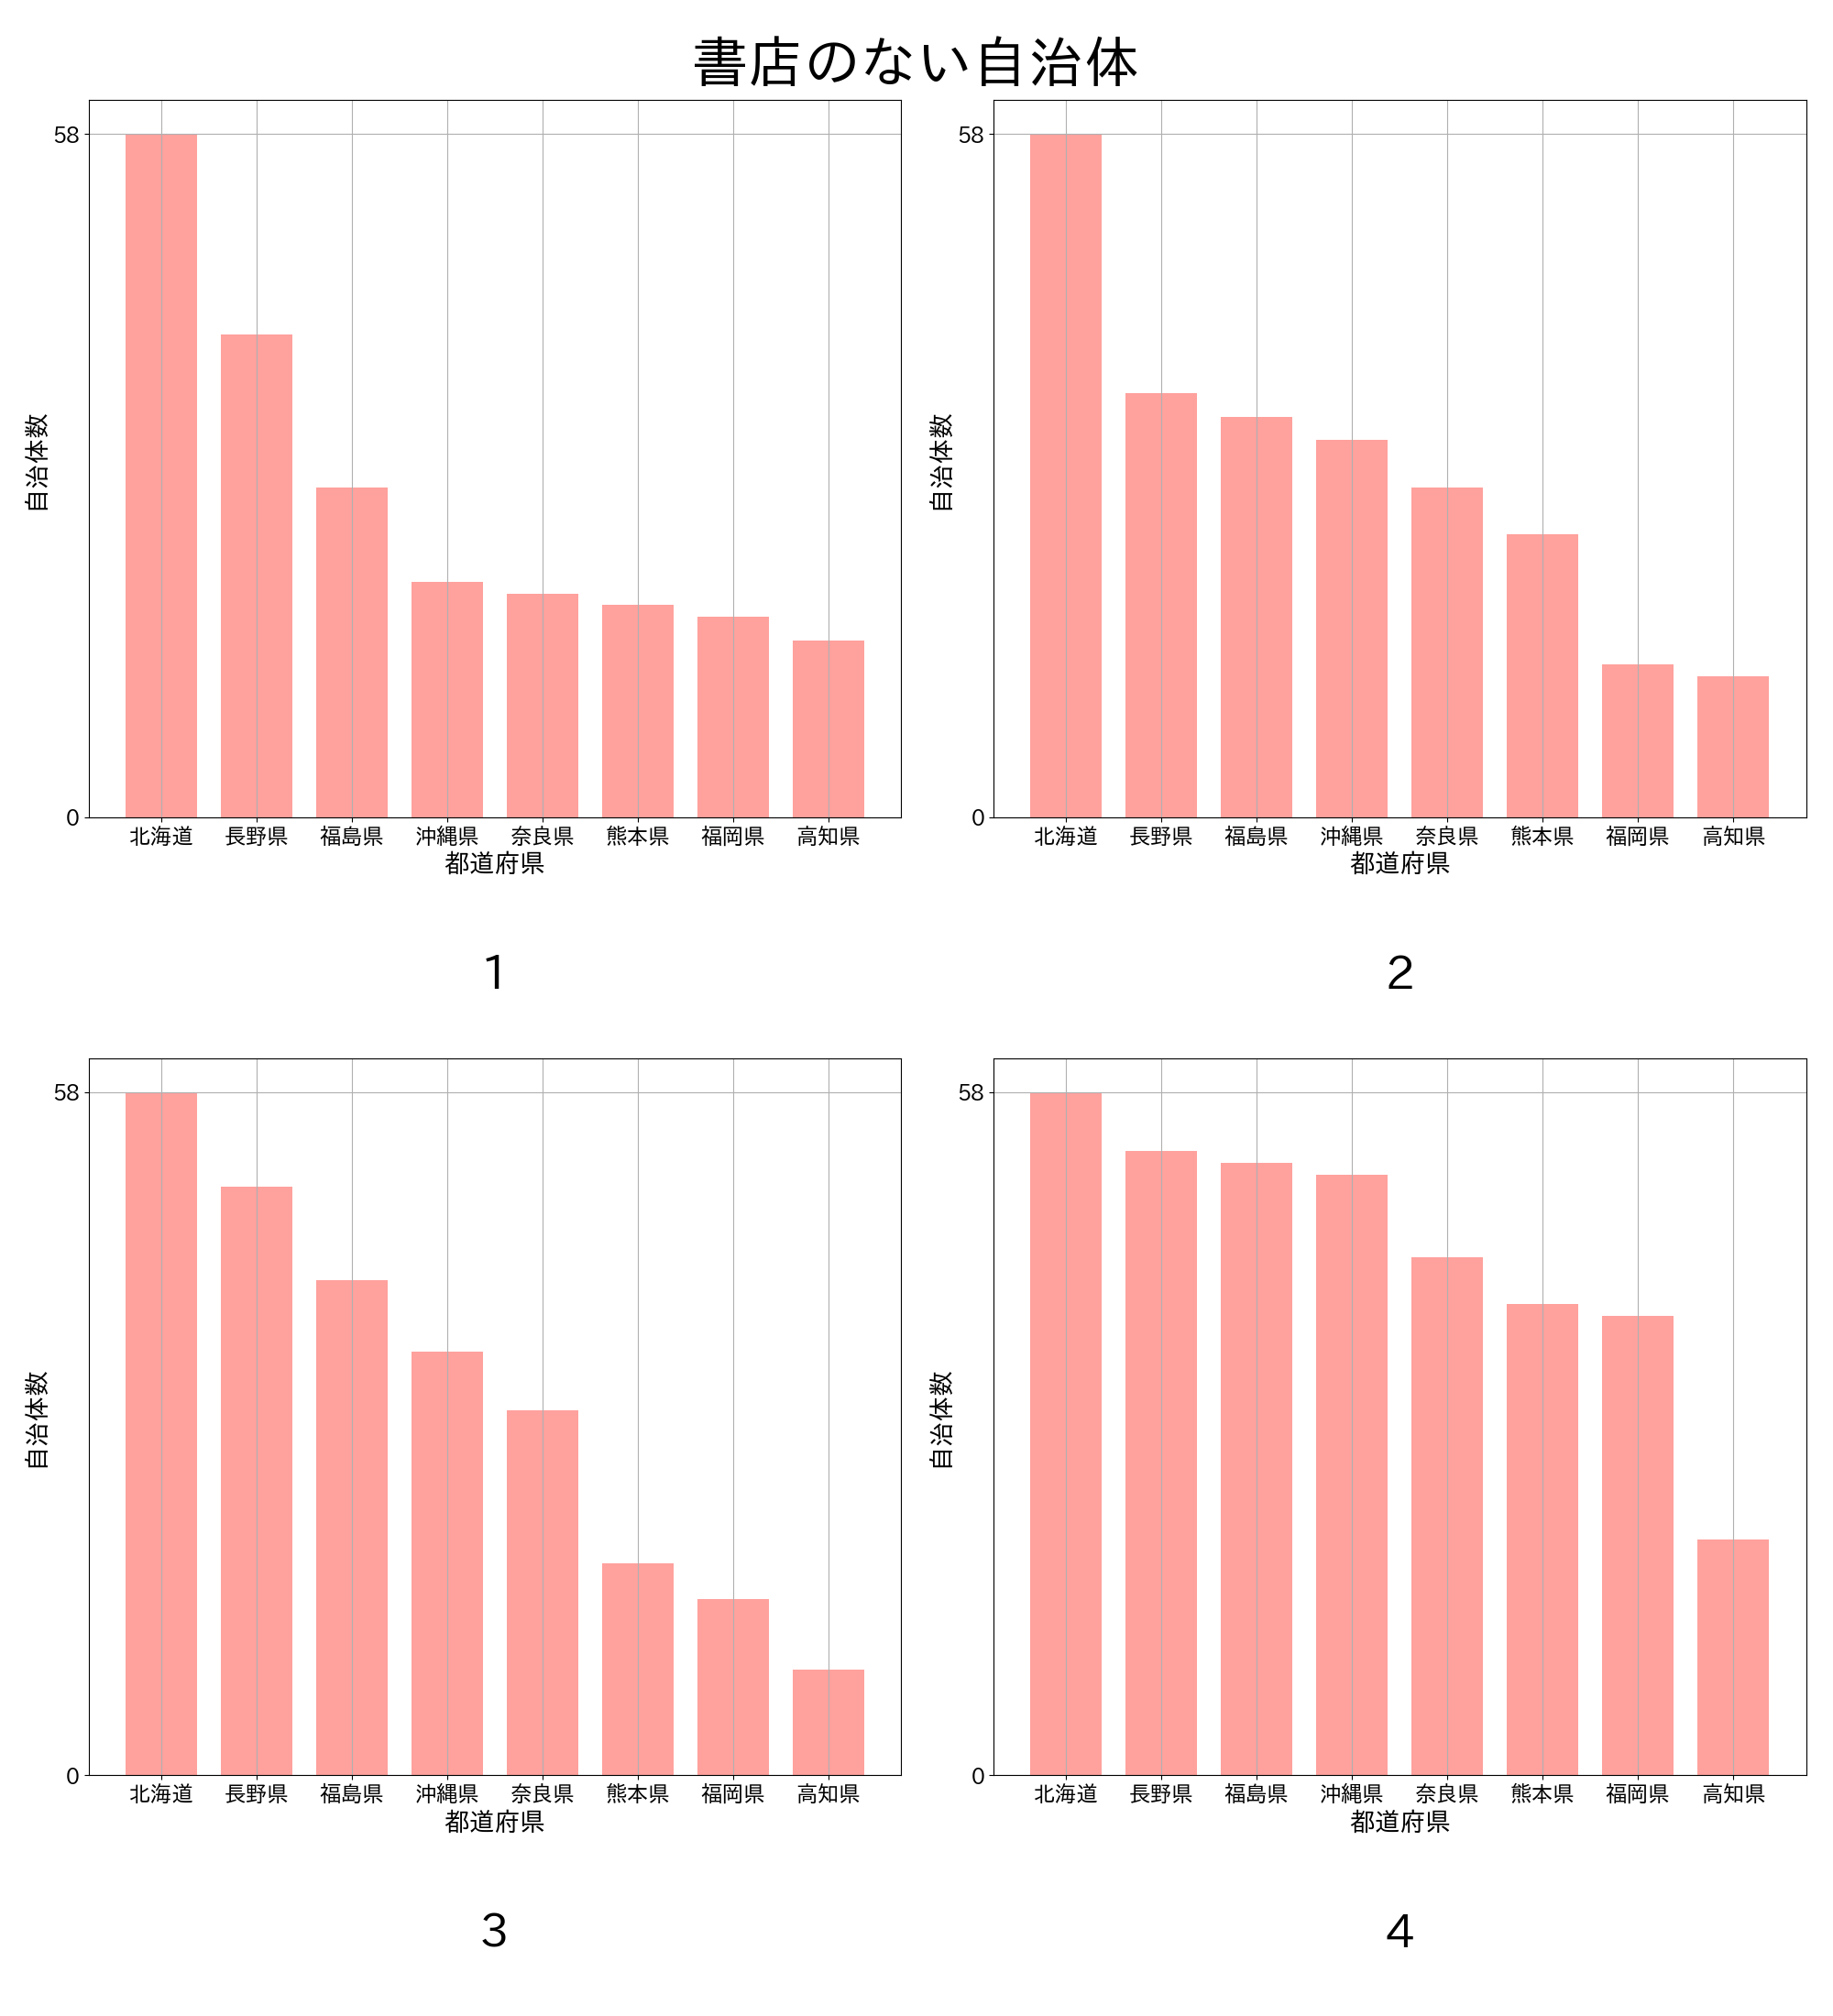 書店のない自治体
58
0
自治体数
北海道 長野県 福島県 沖縄県 奈良県 熊本県 福岡県 高知県
都道府県
1
58
0
自治体数
北海道 長野県 福島県 沖縄県 奈良県 熊本県 福岡県 高知県
都道府県
2
58
0
自治体数
北海道 長野県 福島県 沖縄県 奈良県 熊本県 福岡県 高知県
都道府県
3
58
0
自治体数
北海道 長野県 福島県 沖縄県 奈良県 熊本県 福岡県 高知県
都道府県
4